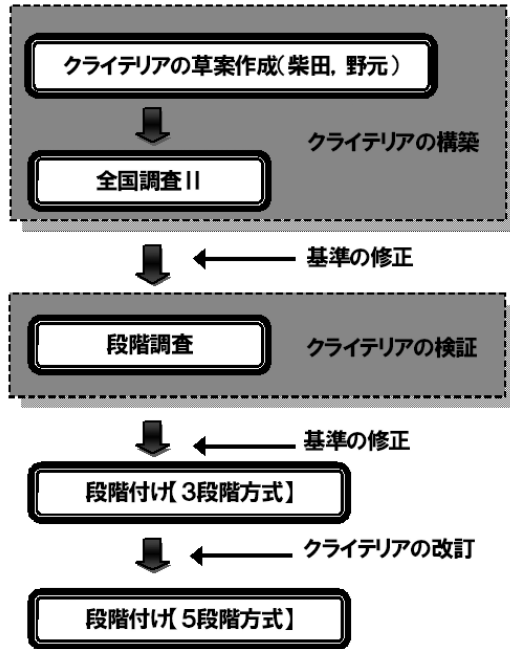 クライテリアの草案作成(柴田, 野元)
クライテリアの構築
全国調査II
基準の修正
段階調査
クライテリアの検証
基準の修正
段階付け【3段階方式】
クライテリアの改訂
段階付け【5段階方式】